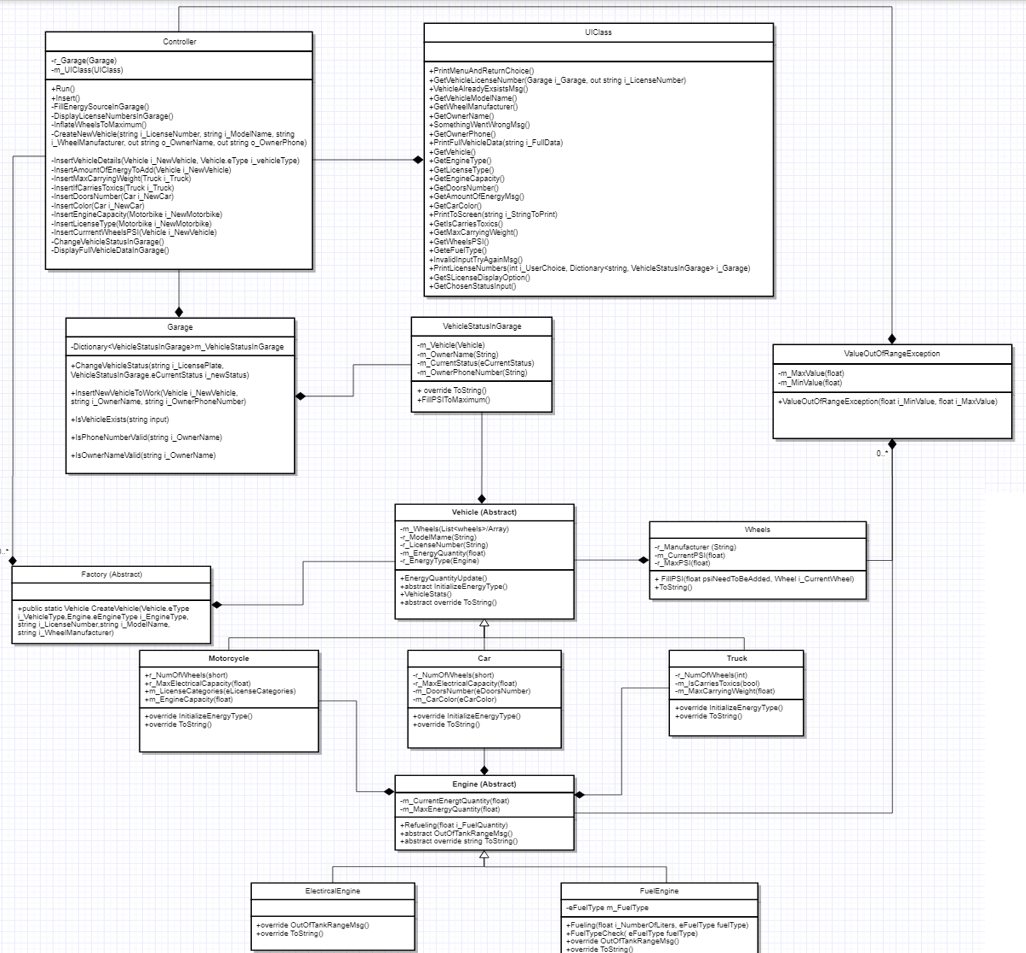 Controller
-r_Garage(Garage)
-m_UIClass(UIClass)
+Run()
+Insert()
-FillEnergySourceInGarage()
-DisplayLicenseNumbersInGarage()
-InflateWheelsToMaximum()
-CreateNewVehicle(string i_LicenseNumber, string i_ModelName, string
i_WheelManufacturer, out string o_OwnerName, out string o_OwnerPhone)
-InsertVehicleDetails(Vehicle i_NewVehicle, Vehicle.eType i_vehicleType)
-InsertAmountOfEnergyToAdd(Vehicle i_NewVehicle)
-InsertMaxCarryingWeight(Truck i_Truck)
-InsertIfCarriesToxics(Truck i_Truck)
-InsertDoorsNumber(Car i_NewCar)
-InsertColor(Car i_NewCar)
-InsertEngineCapacity(Motorbike i_NewMotorbike)
-InsertLicenseType(Motorbike i_NewMotorbike)
-InsertCurrrentWheelsPSI(Vehicle i_NewVehicle)
-ChangeVehicleStatusInGarage()
-DisplayFullVehicleDataInGarage()
UIClass
+PrintMenuAndReturnChoice()
+GetVehicleLicenseNumber(Garage i_Garage, out string i_LicenseNumber)
+VehicleAlreadyExsistsMsg()
+GetVehicleModelName()
+GetWheelManufacturer()
+GetOwnerName()
+SomethingWentWrongMsg()
+GetOwnerPhone()
+PrintFullVehicleData(string i_FullData)
+GetVehicle()
+GetEngineType()
+GetLicenseType()
+GetEngineCapacity()
+GetDoorsNumber()
+GetAmountOfEnergyMsg()
+GetCarColor()
+PrintToScreen(string i_StringToPrint)
+GetIsCarriesToxics()
+GetMaxCarryingWeight()
+GetWheelsPSI()
+GeteFuelType()
+InvalidInputTryAgainMsg()
+PrintLicenseNumbers(int i_UserChoice, Dictionary<string, VehicleStatusInGarage> i_Garage)
+GetSLicenseDisplayOption()
+GetChosenStatusInput()
Garage
-Dictionary<VehicleStatusInGarage>m_VehicleStatusInGarage
+ChangeVehicleStatus(string i_LicensePlate,
VehicleStatusInGarage.eCurrentStatus i_newStatus)
+InsertNewVehicleToWork(Vehicle i_NewVehicle,
string i_OwnerName, string i_OwnerPhoneNumber)
+IsVehicleExists(string input)
+IsPhoneNumberValid(string i_OwnerName)
+IsOwnerNameValid(string i_OwnerName)
VehicleStatusInGarage
-m_Vehicle(Vehicle)
-m_OwnerName(String)
-m_CurrentStatus(eCurrentStatus)
-m_OwnerPhoneNumber(String)
+ override ToString()
+FillPSIToMaximum()
ValueOutOfRangeException
-m_MaxValue(float)
-m_MinValue(float)
+ValueOutOfRangeException(float i_MinValue, float i_MaxValue)
0..*
Vehicle (Abstract)
-m_Wheels(List<wheels>/Array)
-r_ModelMame(String)
-r_LicenseNumber(String)
-m_EnergyQuantity(float)
-r_EnergyType(Engine)
+EnergyQuantityUpdate()
+abstract InitializeEnergyType()
+VehicleStats()
+abstract override ToString()
Wheels
-r_Manufacturer (String)
-m_CurrentPSI(float)
-r_MaxPSI(float)
+ FillPSI(float psiNeedToBeAdded, Wheel i_CurrentWheel)
+ToString()
..*
Factory (Abstract)
+public static Vehicle CreateVehicle(Vehicle.eType
i_VehicleType,Engine.eEngineType i_EngineType,
string i_LicenseNumber,string i_ModelName,
string i_WheelManufacturer)
Motorcycle
+r_NumOfWheels(short)
+r_MaxElectricalCapacity(float)
+m_LicenseCategories(eLicenseCategories)
+m_EngineCapacity(float)
+override InitializeEnergyType()
+override ToString()
Car
-r_NumOfWheels(short)
-r_MaxElectricalCapacity(float)
-m_DoorsNumber(eDoorsNumber)
-m_CarColor(eCarColor)
+override InitializeEnergyType()
+override ToString()
Truck
-r_NumOfWheels(int)
-m_IsCarriesToxics(bool)
-m_MaxCarryingWeight(float)
+override InitializeEnergyType()
+override ToString()
Engine (Abstract)
-m_CurrentEnergtQuantity(float)
-m_MaxEnergyQuantity(float)
+Refueling(float i_FuelQuantity)
+abstract OutOfTankRangeMsg()
+abstract override string ToString()
ElectircalEngine
+override OutOfTankRangeMsg()
+override ToString()
FuelEngine
-eFuelType m_FuelType
+Fueling(float i_NumberOfLiters, eFuelType fuelType)
+FuelTypeCheck( eFuelType fuelType)
+override OutOfTankRangeMsg()
+override ToString()